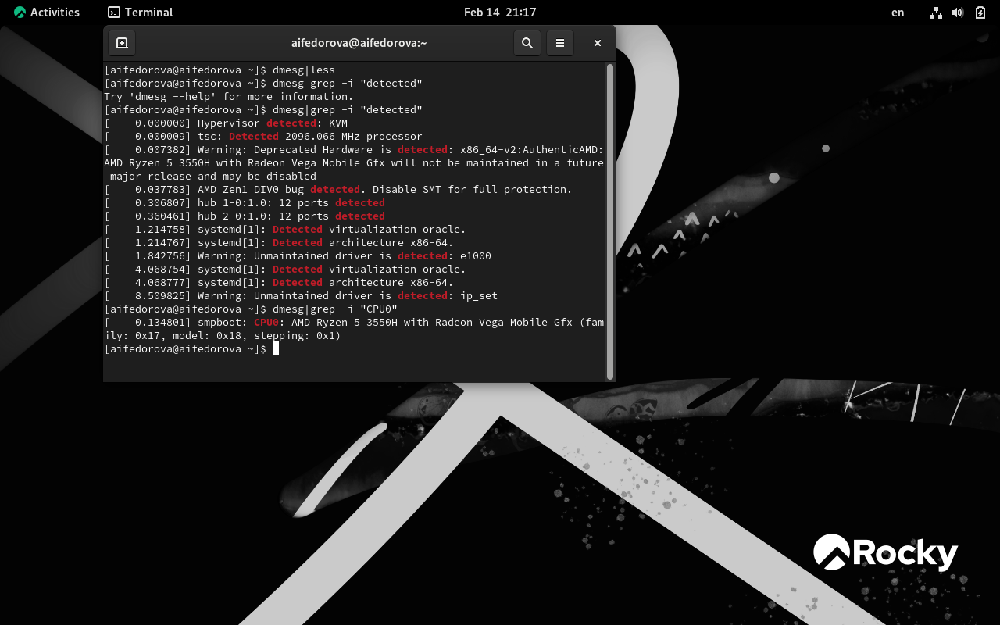 Activities Terminal Feb 14 21:17 en
aifedorova@aifedorova:~
[aifedorova@aifedorova ~]$ dmesg|less
[aifedorova@aifedorova ~]$ dmesg grep -i "detected"
Try 'dmesg --help' for more information.
[aifedorova@aifedorova ~]$ dmesg|grep -i "detected"
[    0.000000] Hypervisor detected: KVM
[    0.000009] tsc: Detected 2096.066 MHz processor
[    0.007382] Warning: Deprecated Hardware is detected: x86_64-v2:AuthenticAMD:
AMD Ryzen 5 3550H with Radeon Vega Mobile Gfx will not be maintained in a future
 major release and may be disabled
[    0.037783] AMD Zen1 DIV0 bug detected. Disable SMT for full protection.
[    0.306807] hub 1-0:1.0: 12 ports detected
[    0.360461] hub 2-0:1.0: 12 ports detected
[    1.214758] systemd[1]: Detected virtualization oracle.
[    1.214767] systemd[1]: Detected architecture x86-64.
[    1.842756] Warning: Unmaintained driver is detected: e1000
[    4.068754] systemd[1]: Detected virtualization oracle.
[    4.068777] systemd[1]: Detected architecture x86-64.
[    8.509825] Warning: Unmaintained driver is detected: ip_set
[aifedorova@aifedorova ~]$ dmesg|grep -i "CPU0"
[    0.134801] smpboot: CPU0: AMD Ryzen 5 3550H with Radeon Vega Mobile Gfx (fam
ily: 0x17, model: 0x18, stepping: 0x1)
[aifedorova@aifedorova ~]$
Rocky